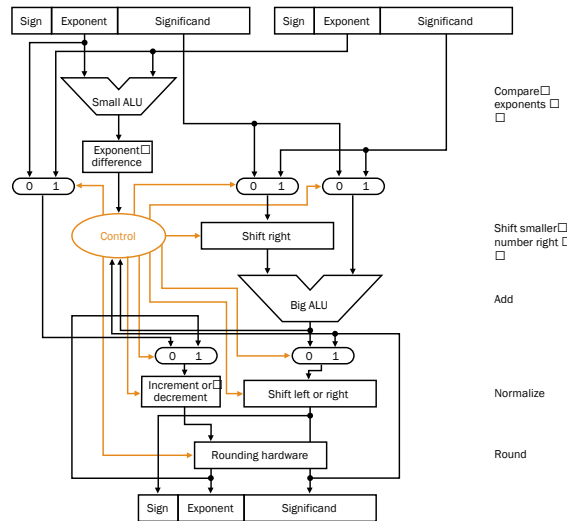 Sign Exponent Significand Sign Exponent Significand
Small ALU
Compare
exponents
Exponent
difference
0 1 0 1 0 1
Control
Shift right
Shift smaller
number right
Big ALU
Add
0 1 0 1
Increment or
decrement
Shift left or right
Normalize
Rounding hardware
Round
Sign Exponent Significand